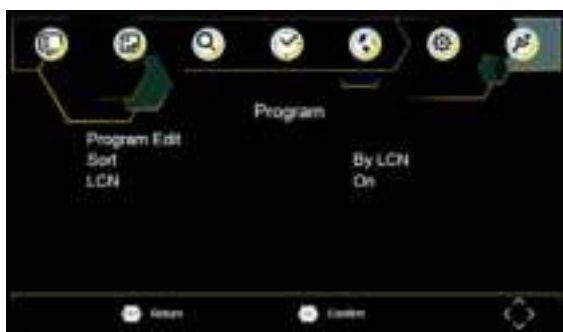 Program
Program Edit
Sort By LCN
LCN On
Return Confirm